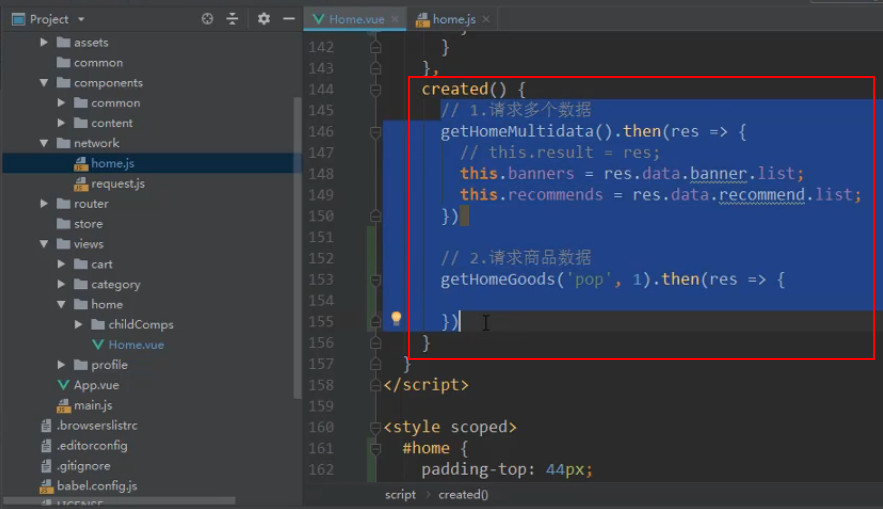 Project
Home.vue
home.js
assets
common
components
common
content
network
home.js
request.js
router
store
views
cart
category
home
childComps
Home.vue
profile
App.vue
main.js
.browserslistrc
.editorconfig
.gitignore
babel.config.js
LICENSE
142 }
143 },
144 created() {
145 // 1.请求多个数据
146 getHomeMultidata().then(res => {
147 // this.result = res;
148 this.banners = res.data.banner.list;
149 this.recommends = res.data.recommend.list;
150 })
151
152 // 2.请求商品数据
153 getHomeGoods('pop', 1).then(res => {
154
155 })
156 }
157 }
158 </script>
159
160 <style scoped>
161 #home {
162 padding-top: 44px;
script › created()